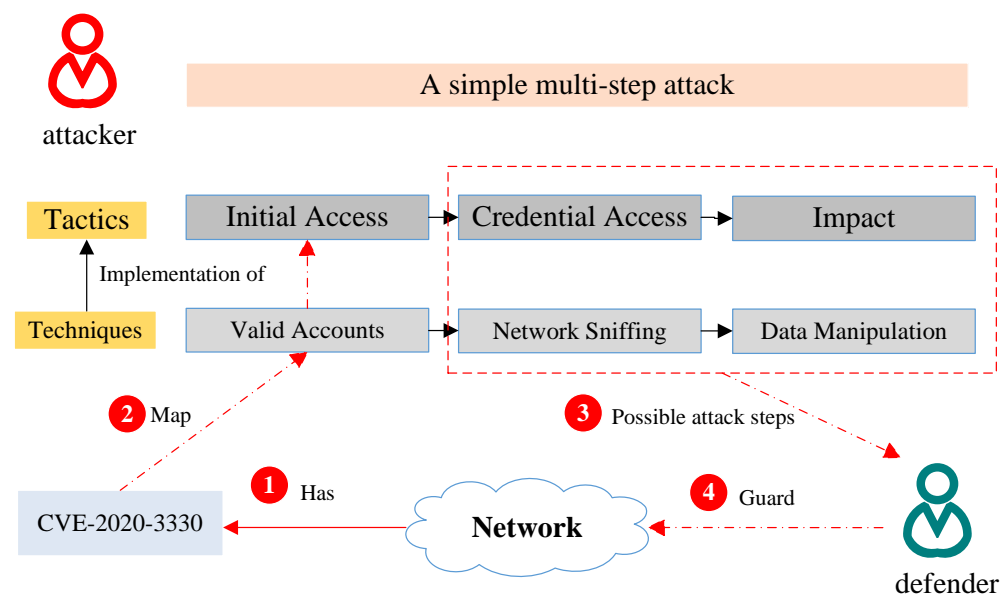 A simple multi-step attack
attacker
Tactics
Initial Access
Credential Access
Impact
Implementation of
Techniques
Valid Accounts
Network Sniffing
Data Manipulation
2 Map
3 Possible attack steps
1 Has
4 Guard
CVE-2020-3330
Network
defender